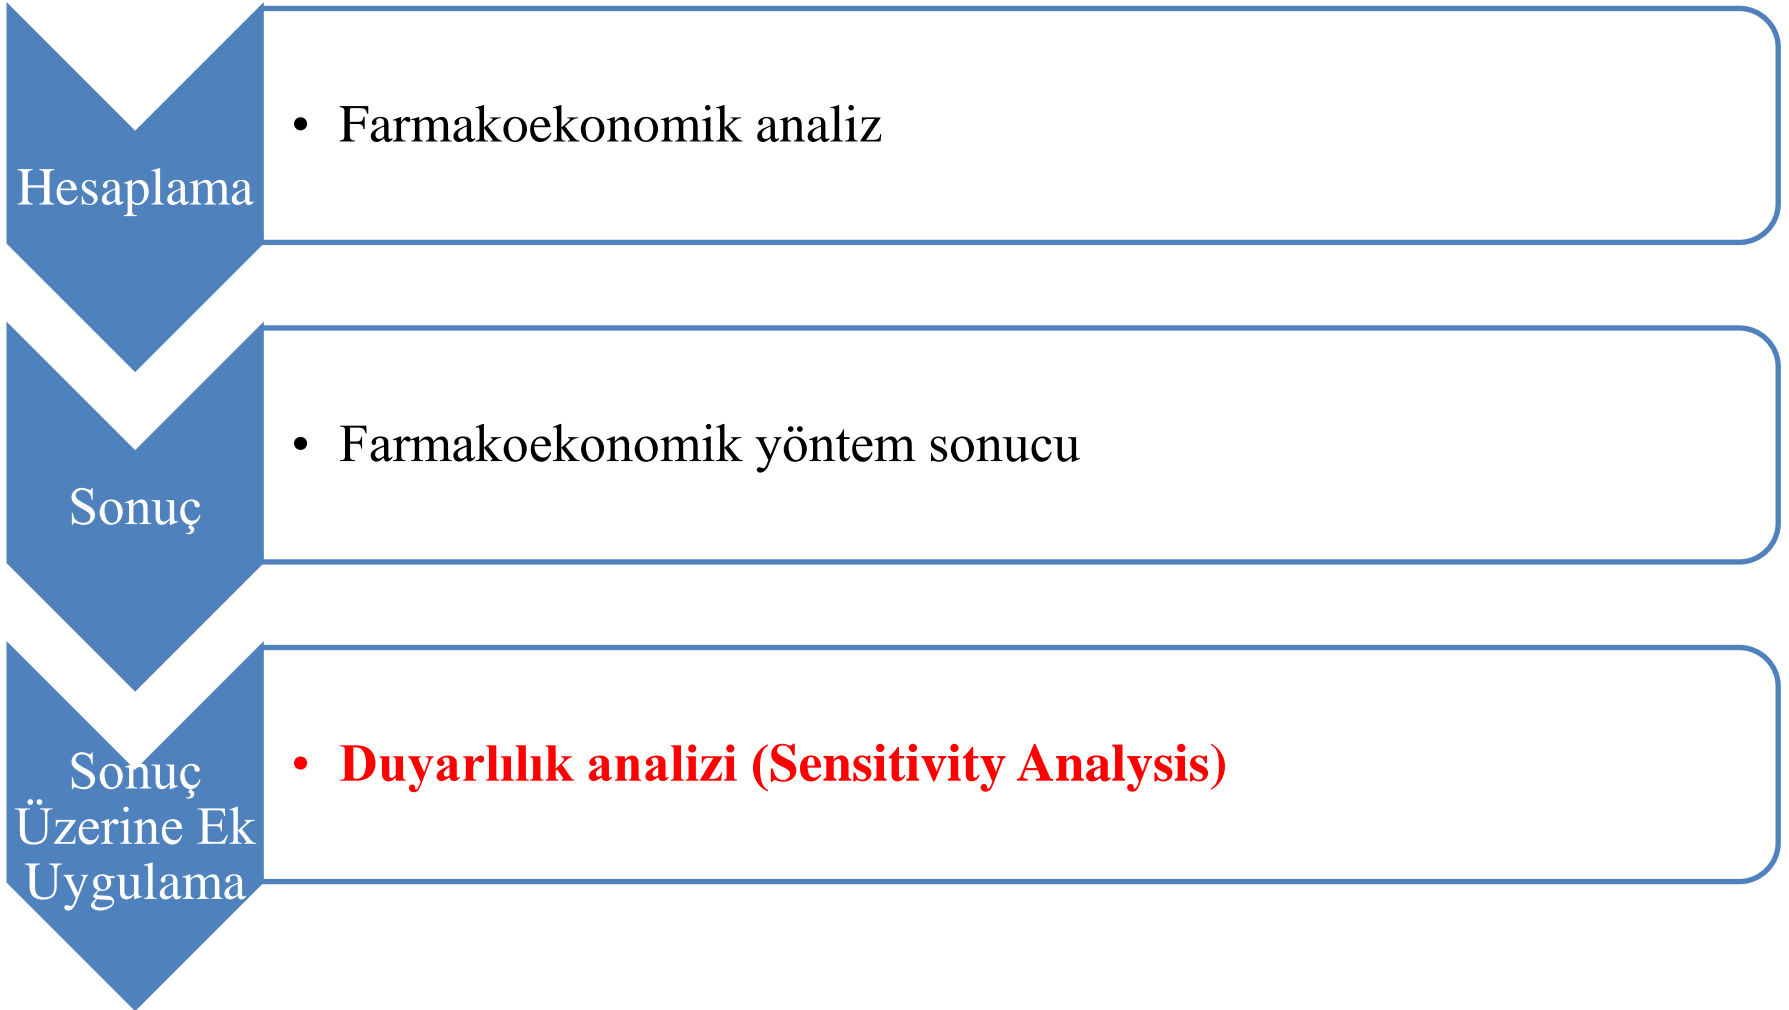 Hesaplama
• Farmakoekonomik analiz
Sonuç
• Farmakoekonomik yöntem sonucu
Sonuç
Üzerine Ek
Uygulama
• Duyarlılık analizi (Sensitivity Analysis)